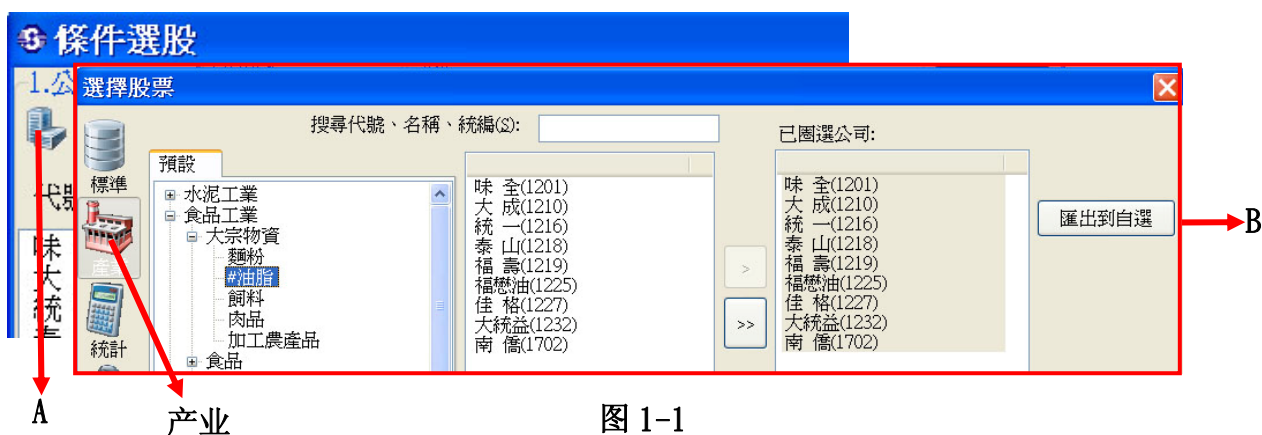 條件選股
1.公
選擇股票
搜尋代號、名稱、統編(S):
已圈選公司:
標準
代號
產業
統計
味
大
統
預設
水泥工業
食品工業
大宗物資
麵粉
#油脂
飼料
肉品
加工農產品
食品
味 全(1201)
大 成(1210)
統 一(1216)
泰 山(1218)
福 壽(1219)
福懋油(1225)
佳 格(1227)
大統益(1232)
南 僑(1702)
>
>>
味 全(1201)
大 成(1210)
統 一(1216)
泰 山(1218)
福 壽(1219)
福懋油(1225)
佳 格(1227)
大統益(1232)
南 僑(1702)
匯出到自選
B
A
产业
图 1-1